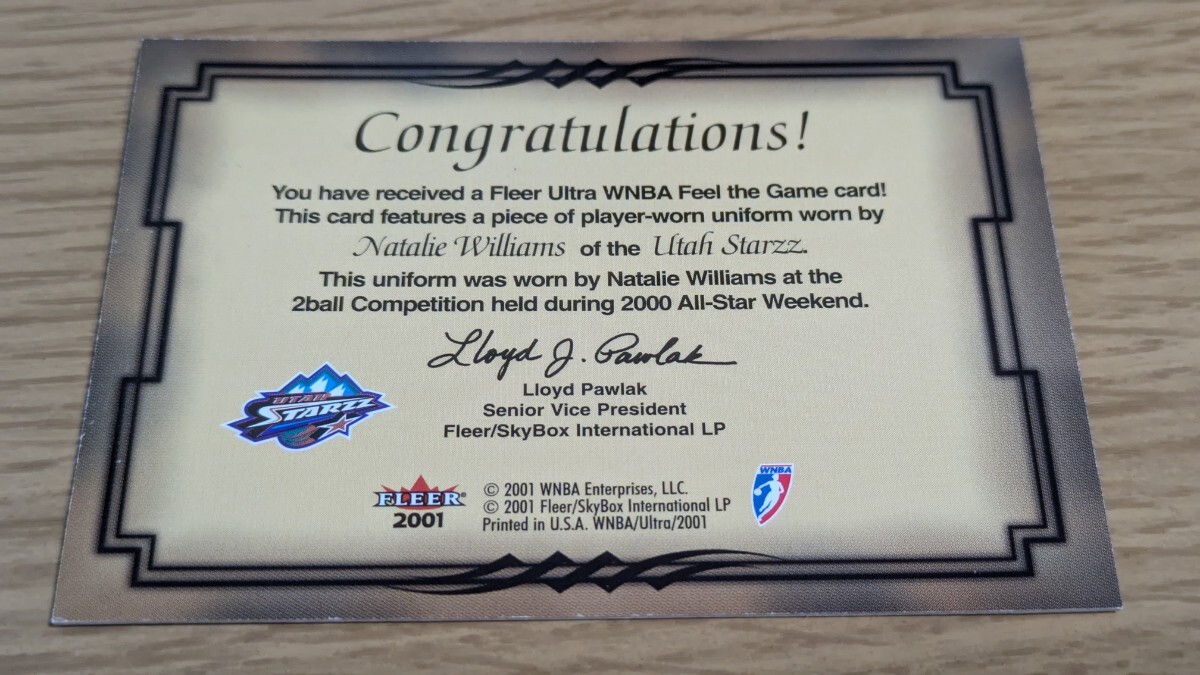 Congratulations!
You have received a Fleer Ultra WNBA Feel the Game card!
This card features a piece of player-worn uniform worn by
Natalie Williams of the Utah Starzz.
This uniform was worn by Natalie Williams at the
2ball Competition held during 2000 All-Star Weekend.
Lloyd J. Pawlak
Lloyd Pawlak
Senior Vice President
Fleer/SkyBox International LP
UTAH
STARZZ
FLEER®
2001
© 2001 WNBA Enterprises, LLC.
© 2001 Fleer/SkyBox International LP
Printed in U.S.A. WNBA/Ultra/2001
WNBA